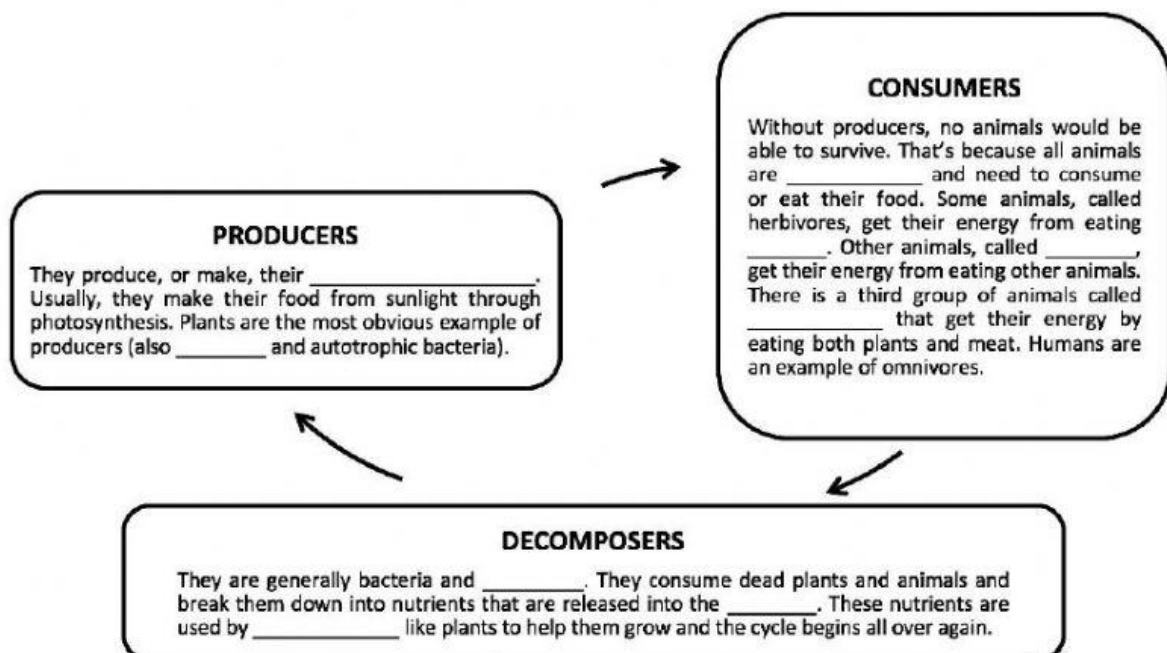 PRODUCERS
They produce, or make, their ______________________.
Usually, they make their food from sunlight through
photosynthesis. Plants are the most obvious example of
producers (also _________ and autotrophic bacteria).
CONSUMERS
Without producers, no animals would be
able to survive. That's because all animals
are _____________ and need to consume
or eat their food. Some animals, called
herbivores, get their energy from eating
________. Other animals, called _________,
get their energy from eating other animals.
There is a third group of animals called
_____________ that get their energy by
eating both plants and meat. Humans are
an example of omnivores.
DECOMPOSERS
They are generally bacteria and __________. They consume dead plants and animals and
break them down into nutrients that are released into the _________. These nutrients are
used by ______________ like plants to help them grow and the cycle begins all over again.